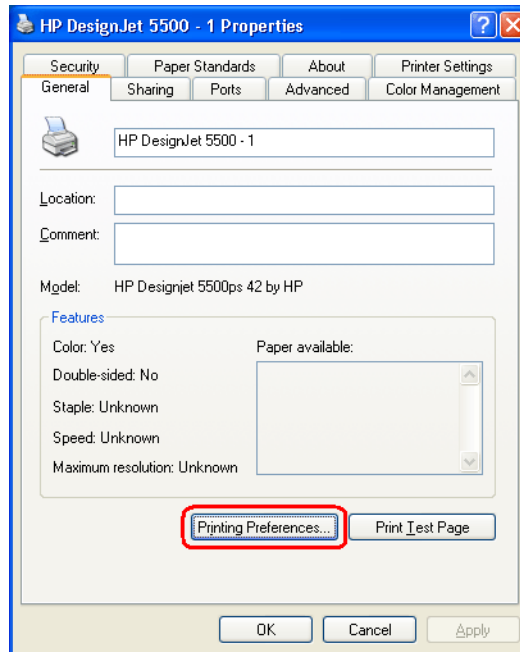 HP DesignJet 5500 - 1 Properties
Security Paper Standards About Printer Settings
General Sharing Ports Advanced Color Management
HP DesignJet 5500 - 1
Location:
Comment:
Model: HP Designjet 5500ps 42 by HP
Features
Color: Yes Paper available:
Double-sided: No
Staple: Unknown
Speed: Unknown
Maximum resolution: Unknown
Printing Preferences... Print Test Page
OK Cancel Apply